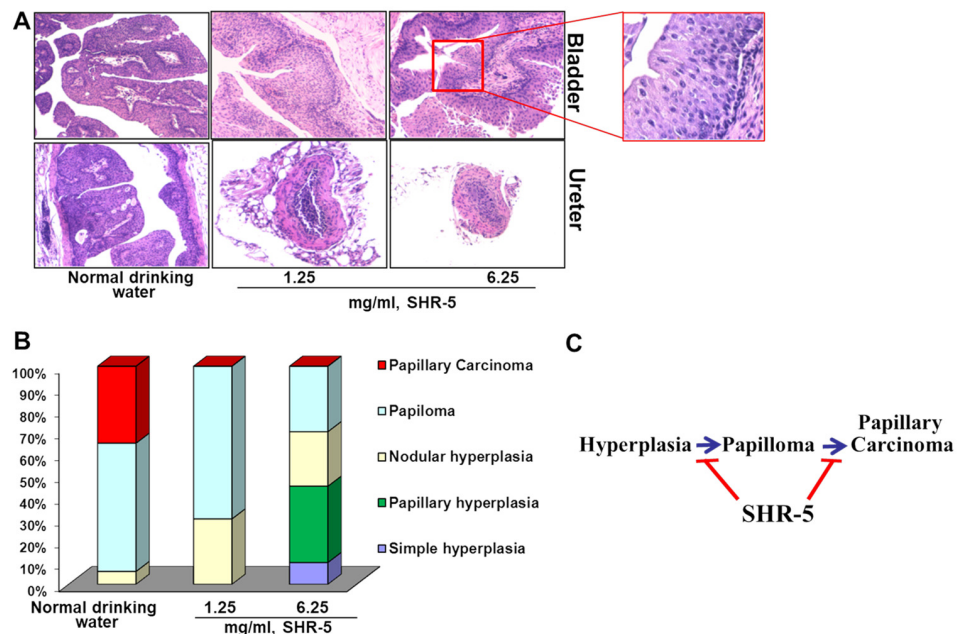 A
Bladder
Ureter
Normal drinking
water
1.25
6.25
mg/ml, SHR-5
B
100%
90%
80%
70%
60%
50%
40%
30%
20%
10%
0%
Normal drinking
water
1.25
6.25
mg/ml, SHR-5
Papillary Carcinoma
Papiloma
Nodular hyperplasia
Papillary hyperplasia
Simple hyperplasia
C
Hyperplasia
Papilloma
Papillary
Carcinoma
SHR-5